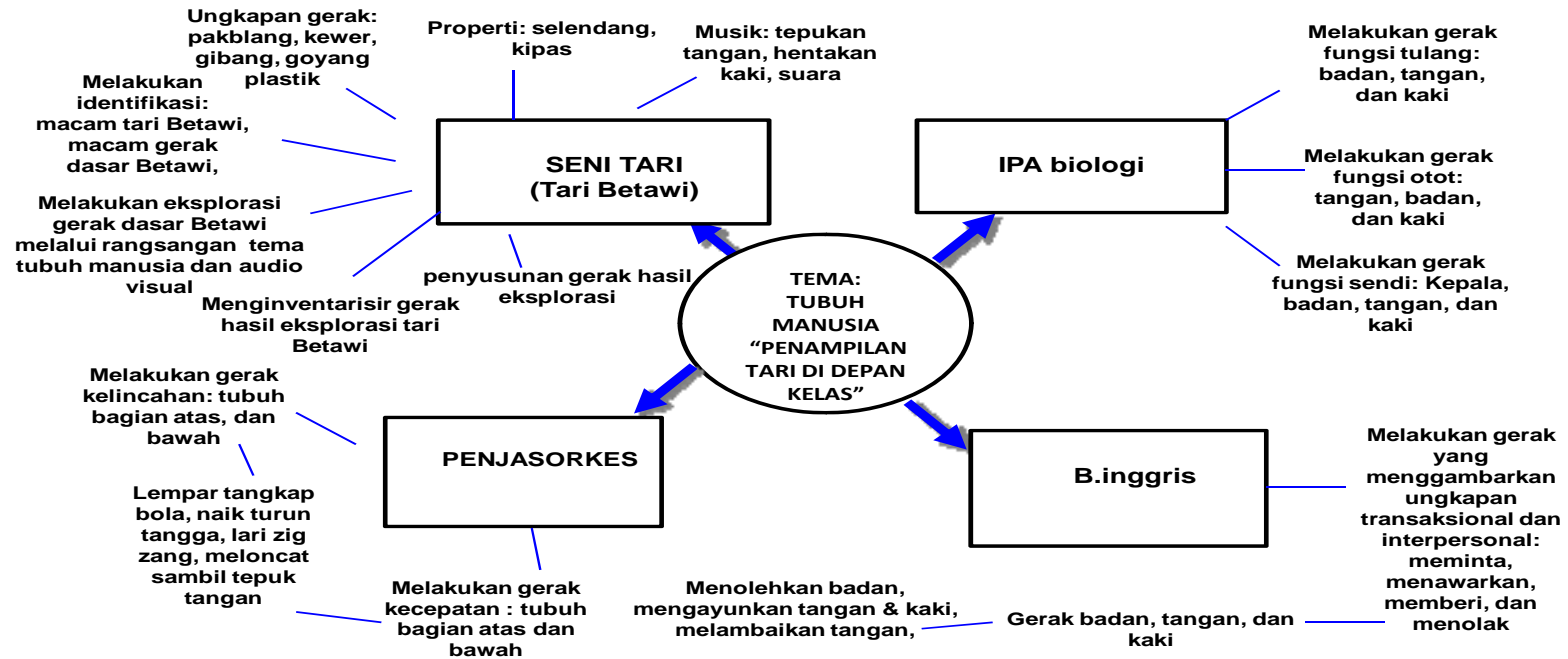 Ungkapan gerak:
pakblang, kewer,
gibang, goyang
plastik
Properti: selendang,
kipas
Musik: tepukan
tangan, hentakan
kaki, suara
Melakukan
identifikasi:
macam tari Betawi,
macam gerak
dasar Betawi,
SENI TARI
(Tari Betawi)
Melakukan eksplorasi
gerak dasar Betawi
melalui rangsangan tema
tubuh manusia dan audio
visual
Menginventarisir gerak
hasil eksplorasi tari
Betawi
penyusunan gerak hasil
eksplorasi
IPA biologi
Melakukan gerak
fungsi tulang:
badan, tangan,
dan kaki
Melakukan gerak
fungsi otot:
tangan, badan,
dan kaki
Melakukan gerak
fungsi sendi: Kepala,
badan, tangan, dan
kaki
TEMA:
TUBUH
MANUSIA
“PENAMPILAN
TARI DI DEPAN
KELAS”
Melakukan gerak
kelincahan: tubuh
bagian atas, dan
bawah
PENJASORKES
Lempar tangkap
bola, naik turun
tangga, lari zig
zang, meloncat
sambil tepuk
tangan
Melakukan gerak
kecepatan : tubuh
bagian atas dan
bawah
B.inggris
Melakukan gerak
yang
menggambarkan
ungkapan
transaksional dan
interpersonal:
meminta,
menawarkan,
memberi, dan
menolak
Gerak badan, tangan, dan
kaki
Menolehkan badan,
mengayunkan tangan & kaki,
melambaikan tangan,